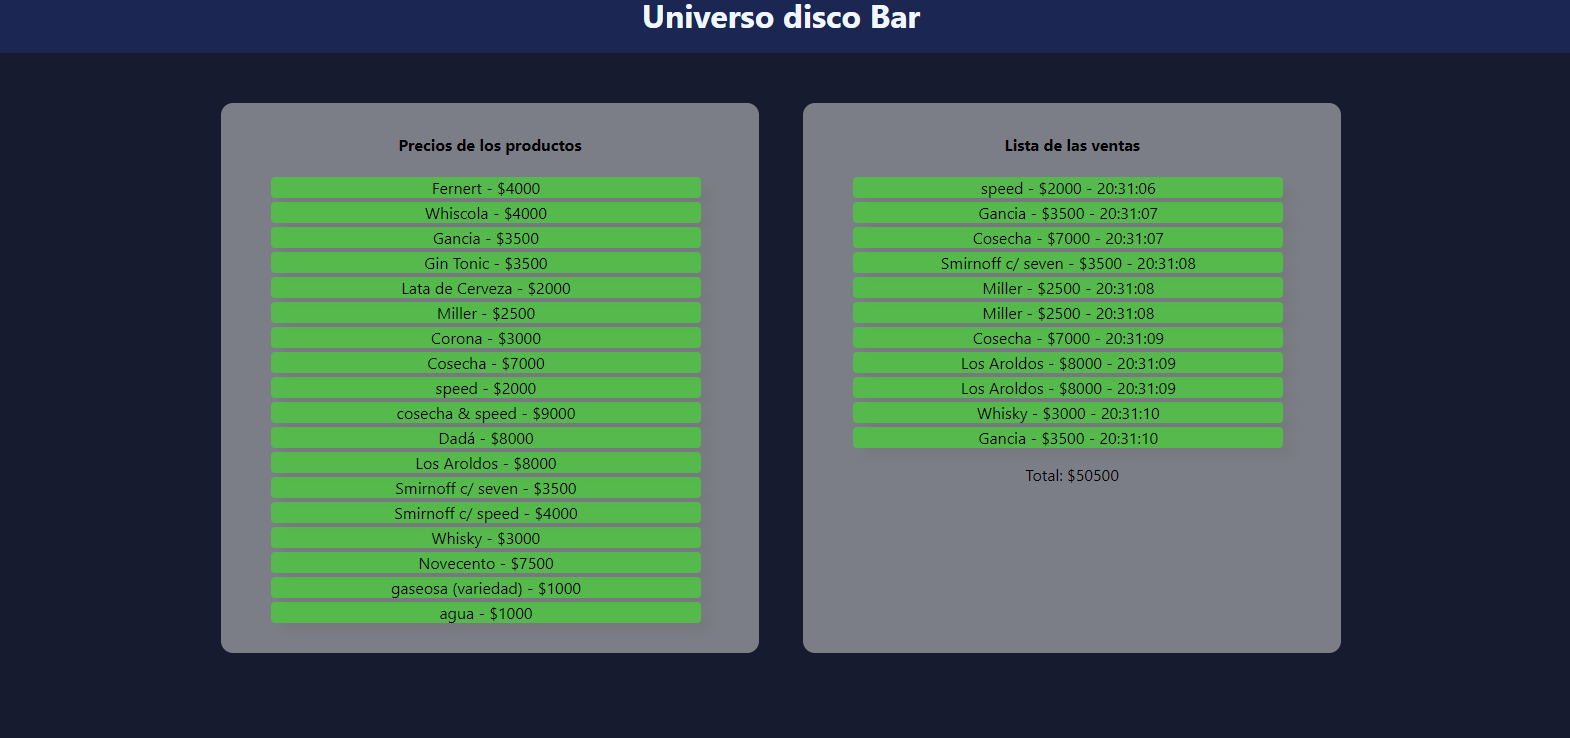 Universo disco Bar
Precios de los productos
Fernert - $4000
Whiscola - $4000
Gancia - $3500
Gin Tonic - $3500
Lata de Cerveza - $2000
Miller - $2500
Corona - $3000
Cosecha - $7000
speed - $2000
cosecha & speed - $9000
Dadá - $8000
Los Aroldos - $8000
Smirnoff c/ seven - $3500
Smirnoff c/ speed - $4000
Whisky - $3000
Novecento - $7500
gaseosa (variedad) - $1000
agua - $1000
Lista de las ventas
speed - $2000 - 20:31:06
Gancia - $3500 - 20:31:07
Cosecha - $7000 - 20:31:07
Smirnoff c/ seven - $3500 - 20:31:08
Miller - $2500 - 20:31:08
Miller - $2500 - 20:31:08
Cosecha - $7000 - 20:31:09
Los Aroldos - $8000 - 20:31:09
Los Aroldos - $8000 - 20:31:09
Whisky - $3000 - 20:31:10
Gancia - $3500 - 20:31:10
Total: $50500